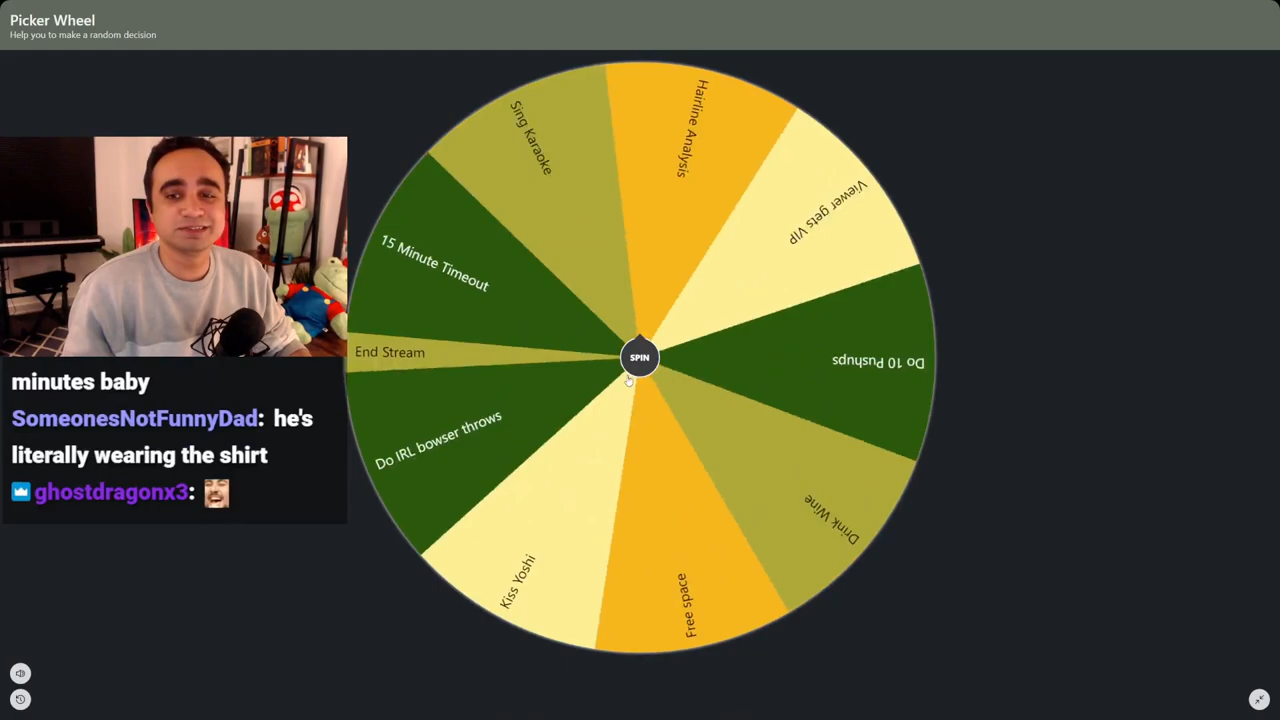 Picker Wheel
Help you to make a random decision
Sing Karaoke
Hairline Analysis
Viewer gets VIP
15 Minute Timeout
End Stream
SPIN
Do 10 Pushups
Do IRL bowser throws
Drink Wine
Kiss Yoshi
Free space
minutes baby
SomeonesNotFunnyDad: he's
literally wearing the shirt
ghostdragonx3: